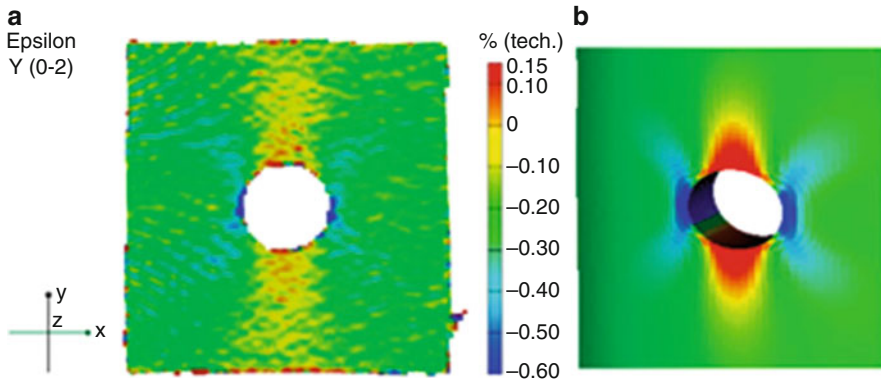 a
Epsilon
Y (0-2)
% (tech.)
0.15
0.10
0
–0.10
–0.20
–0.30
–0.40
–0.50
–0.60
y
z
x
b